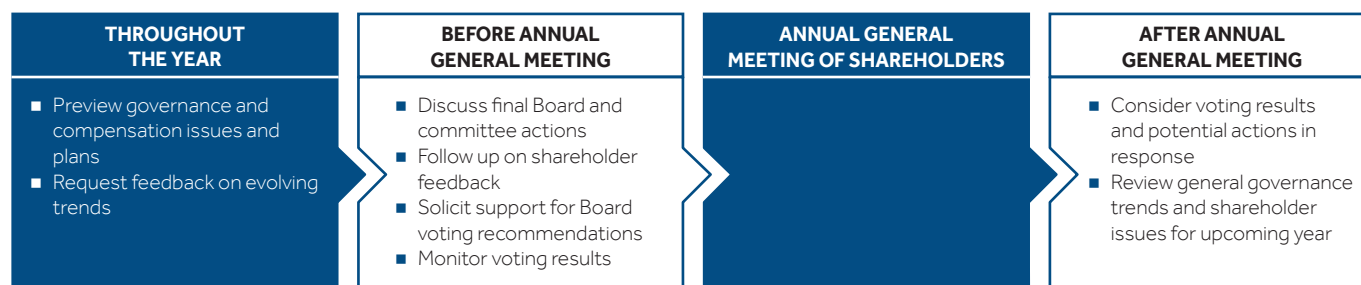 THROUGHOUT
THE YEAR
■ Preview governance and
compensation issues and
plans
■ Request feedback on evolving
trends
BEFORE ANNUAL
GENERAL MEETING
■ Discuss final Board and
committee actions
■ Follow up on shareholder
feedback
■ Solicit support for Board
voting recommendations
■ Monitor voting results
ANNUAL GENERAL
MEETING OF SHAREHOLDERS
AFTER ANNUAL
GENERAL MEETING
■ Consider voting results
and potential actions in
response
■ Review general governance
trends and shareholder
issues for upcoming year